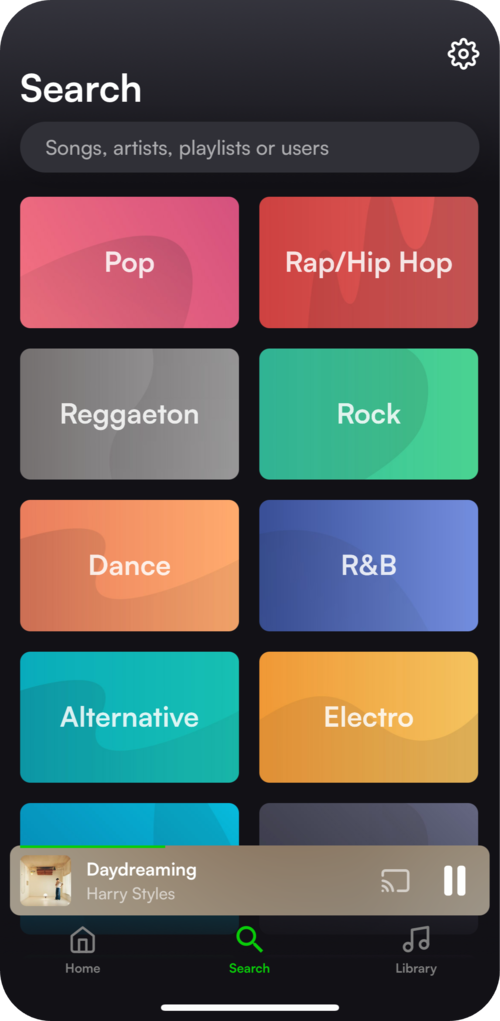 Search
Songs, artists, playlists or users
Pop
Rap/Hip Hop
Reggaeton
Rock
Dance
R&B
Alternative
Electro
Daydreaming
Harry Styles
Home
Search
Library